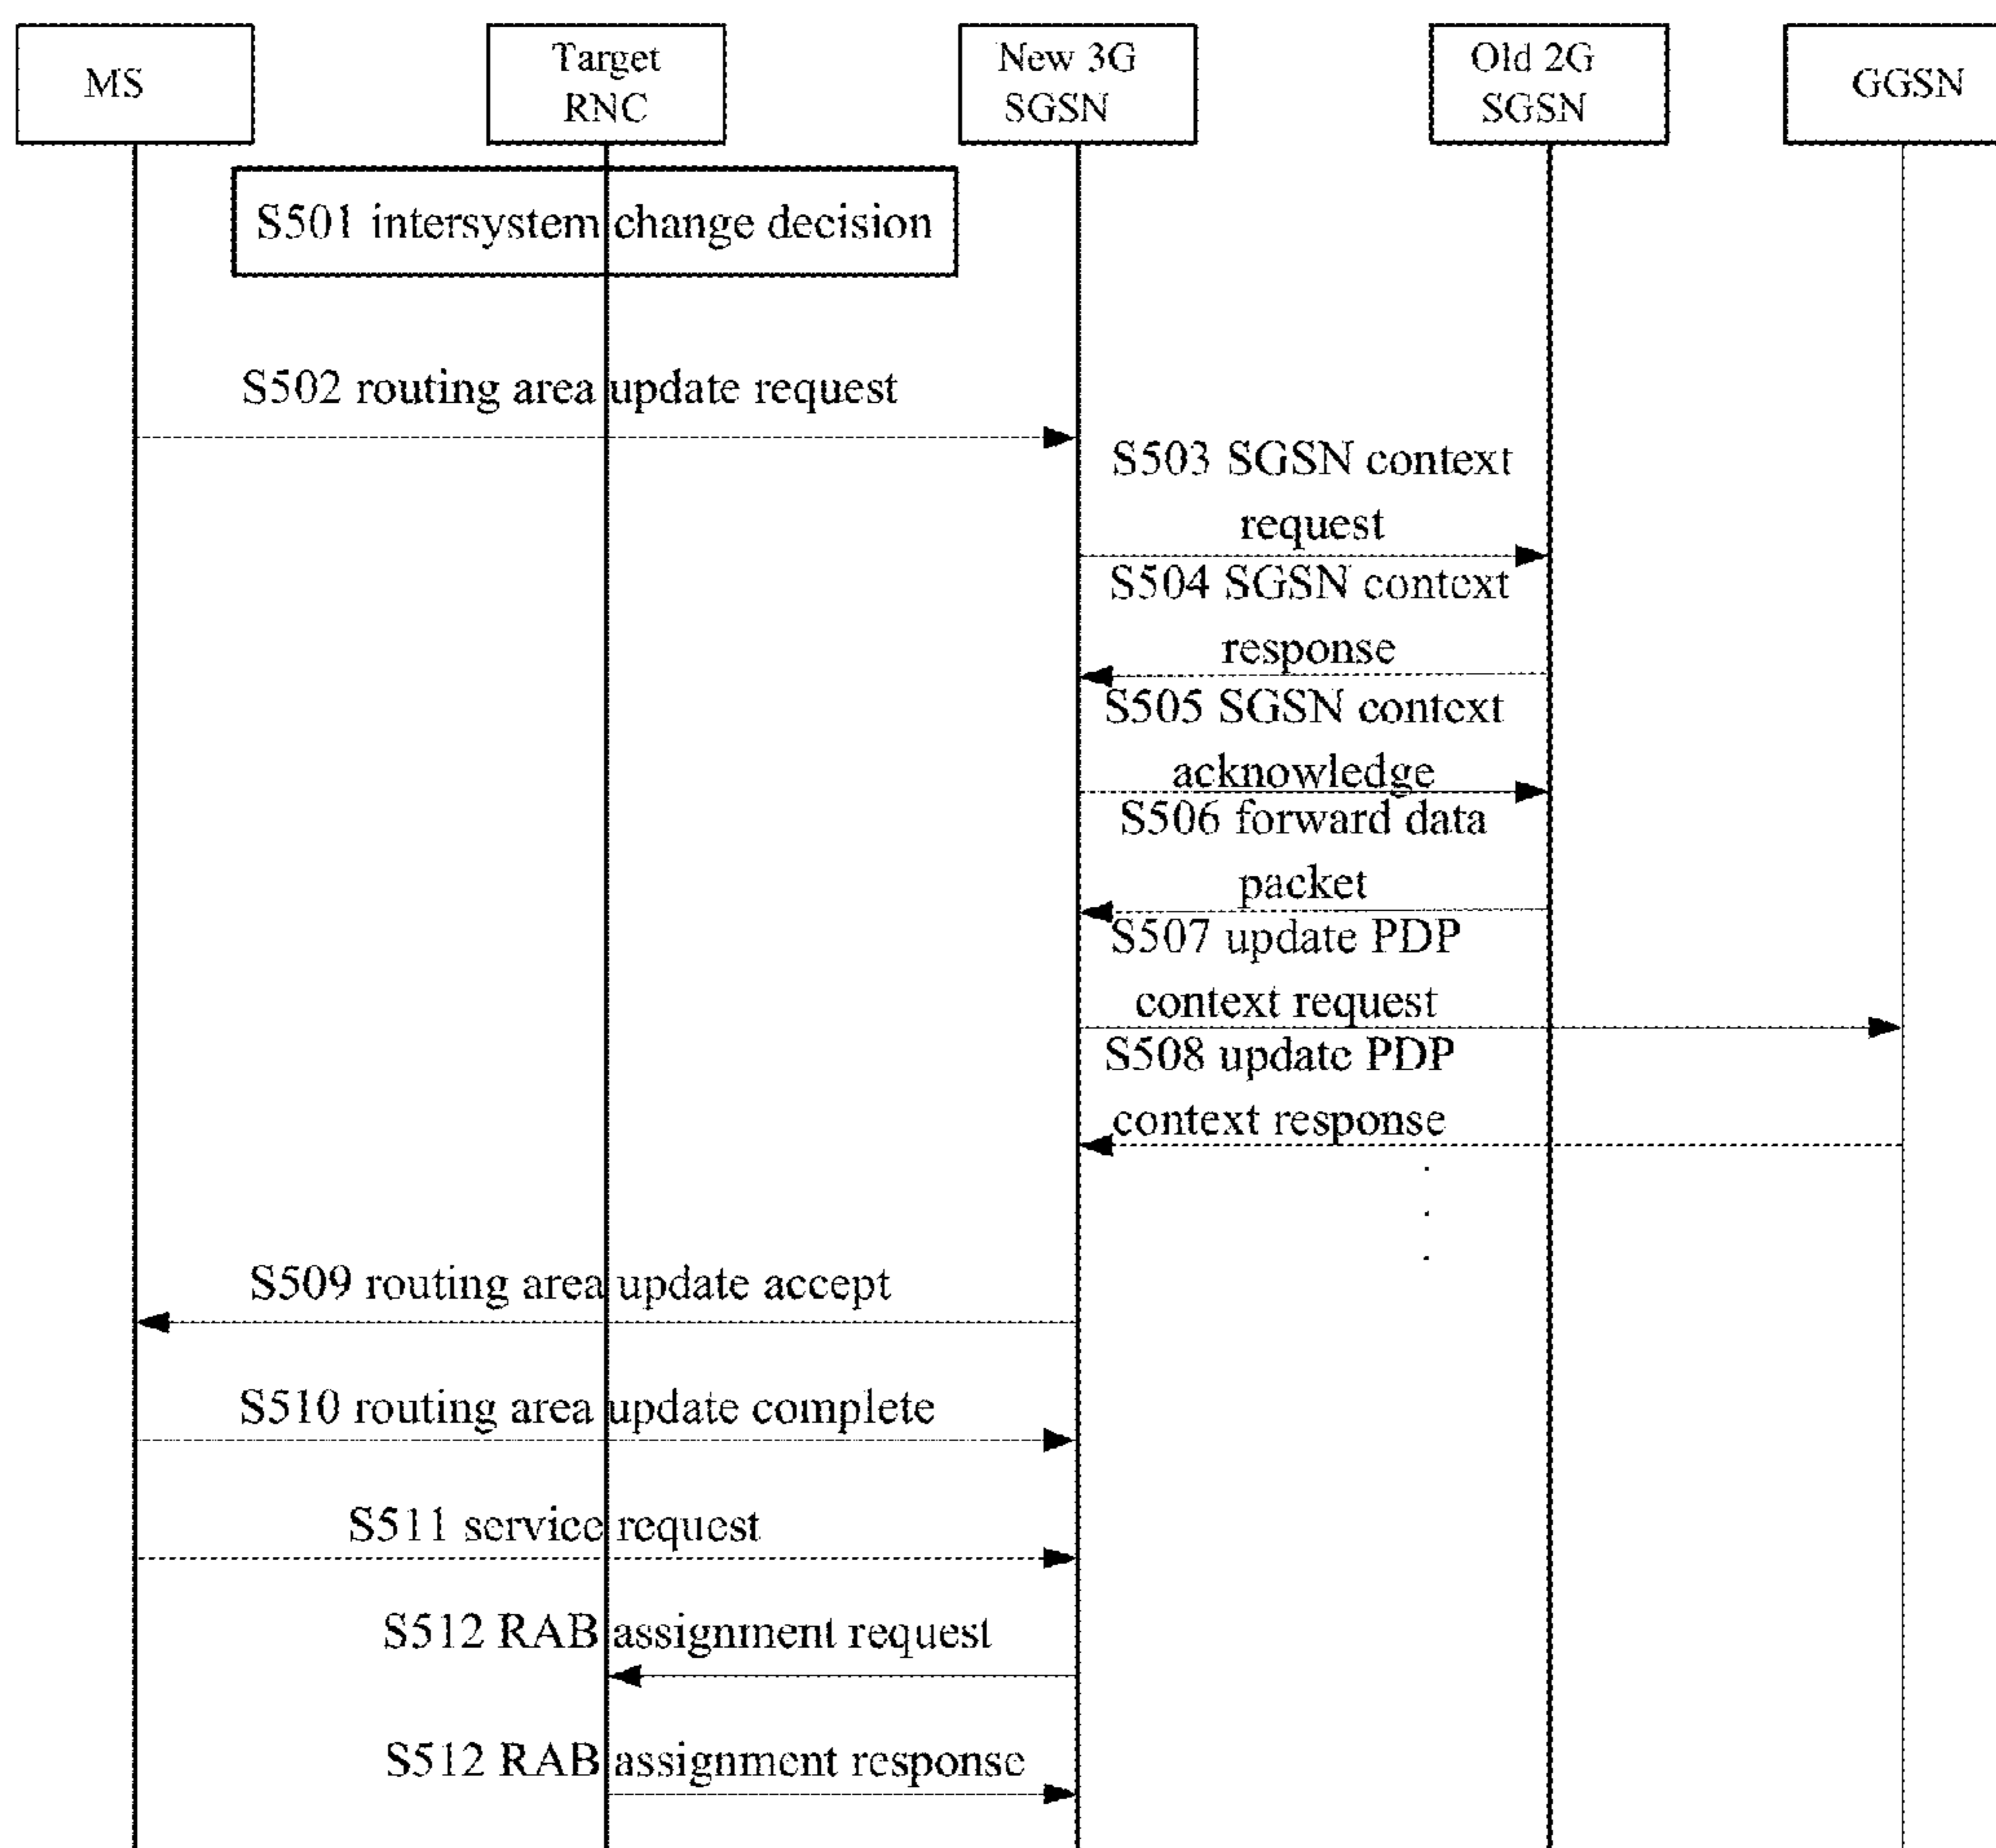 MS
Target
RNC
New 3G
SGSN
Old 2G
SGSN
GGSN
S501 intersystem change decision
S502 routing area update request
S503 SGSN context
request
S504 SGSN context
response
S505 SGSN context
acknowledge
S506 forward data
packet
S507 update PDP
context request
S508 update PDP
context response
S509 routing area update accept
S510 routing area update complete
S511 service request
S512 RAB assignment request
S512 RAB assignment response